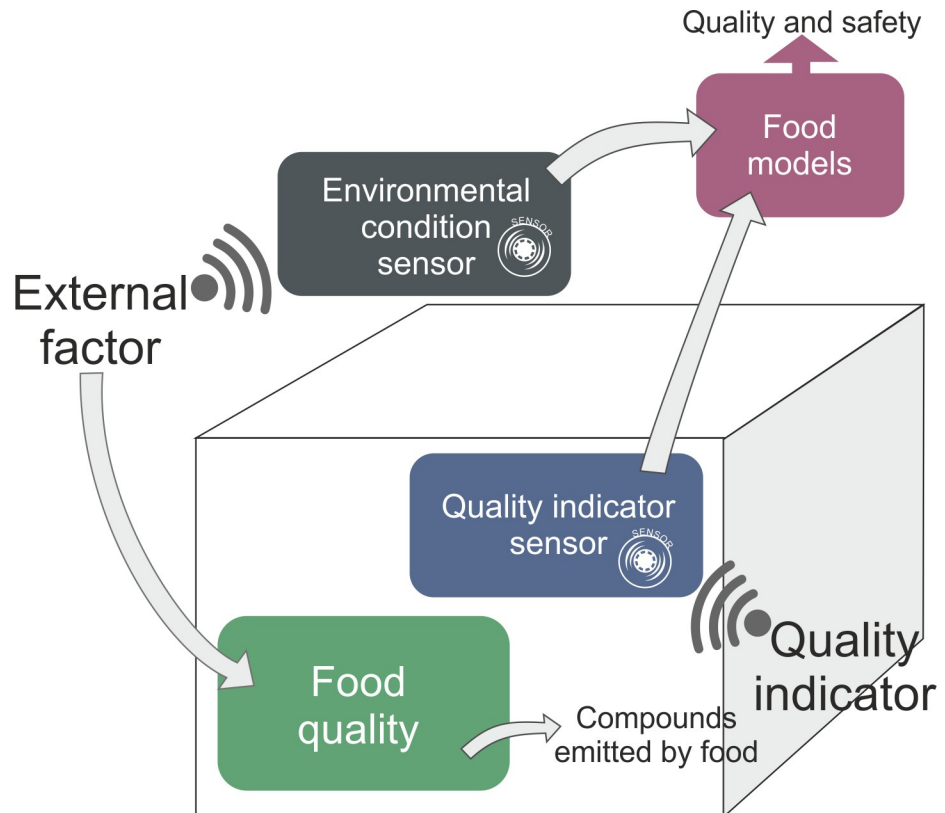 Quality and safety
Food
models
Environmental
condition
sensor
SENSOR
External
factor
Quality indicator
sensor
SENSOR
Quality
indicator
Food
quality
Compounds
emitted by food